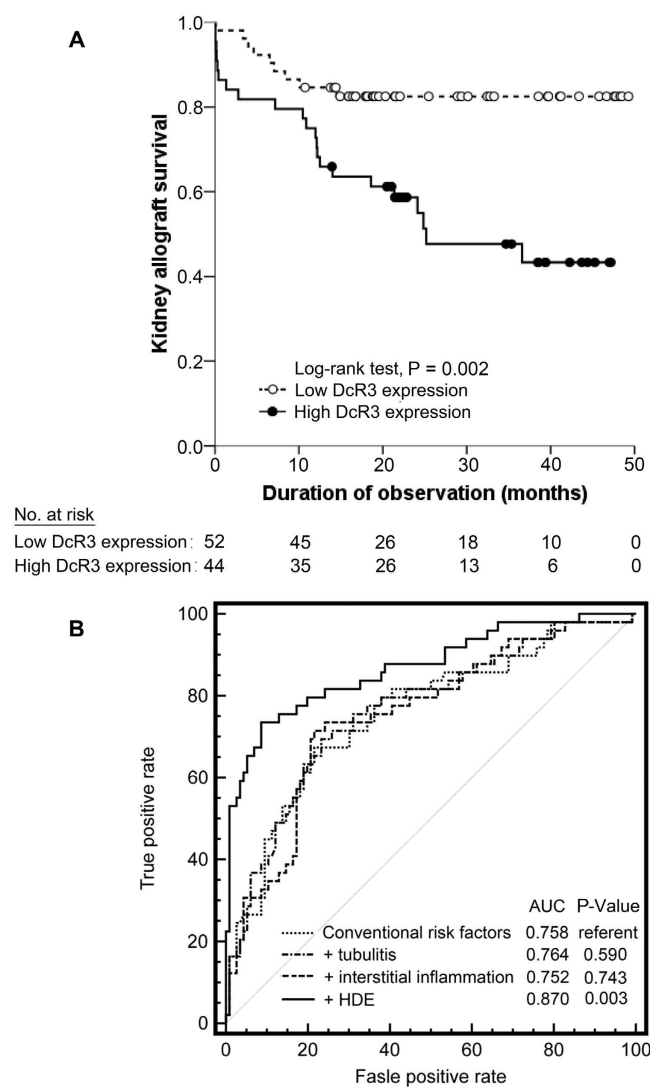 A
1.0
0.8
0.6
0.4
0.2
0.0
Kidney allograft survival
Log-rank test, P = 0.002
Low DcR3 expression
High DcR3 expression
0 10 20 30 40 50
Duration of observation (months)
No. at risk
Low DcR3 expression: 52 45 26 18 10 0
High DcR3 expression: 44 35 26 13 6 0
B
100
80
60
40
20
0
True positive rate
AUC P-Value
Conventional risk factors 0.758 referent
+ tubulitis 0.764 0.590
+ interstitial inflammation 0.752 0.743
+ HDE 0.870 0.003
0 20 40 60 80 100
Fasle positive rate